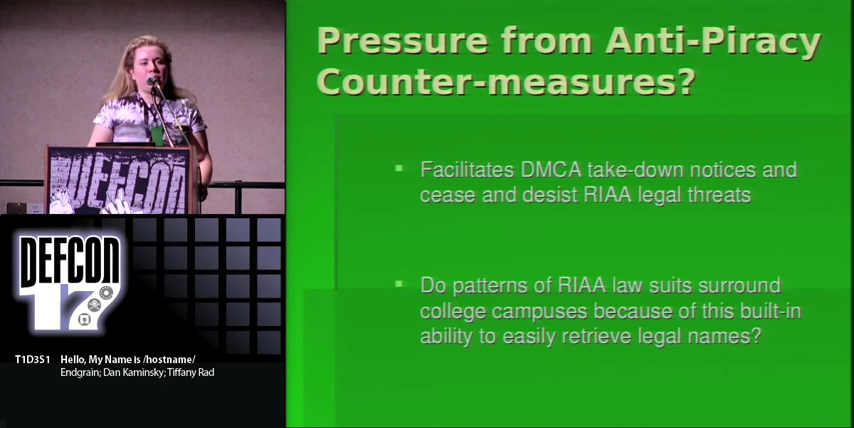 Pressure from Anti-Piracy
Counter-measures?
Facilitates DMCA take-down notices and
cease and desist RIAA legal threats
Do patterns of RIAA law suits surround
college campuses because of this built-in
ability to easily retrieve legal names?
DEFCON
DEFCON
17
T1D3S1 Hello, My Name is /hostname/
Endgrain; Dan Kaminsky; Tiffany Rad